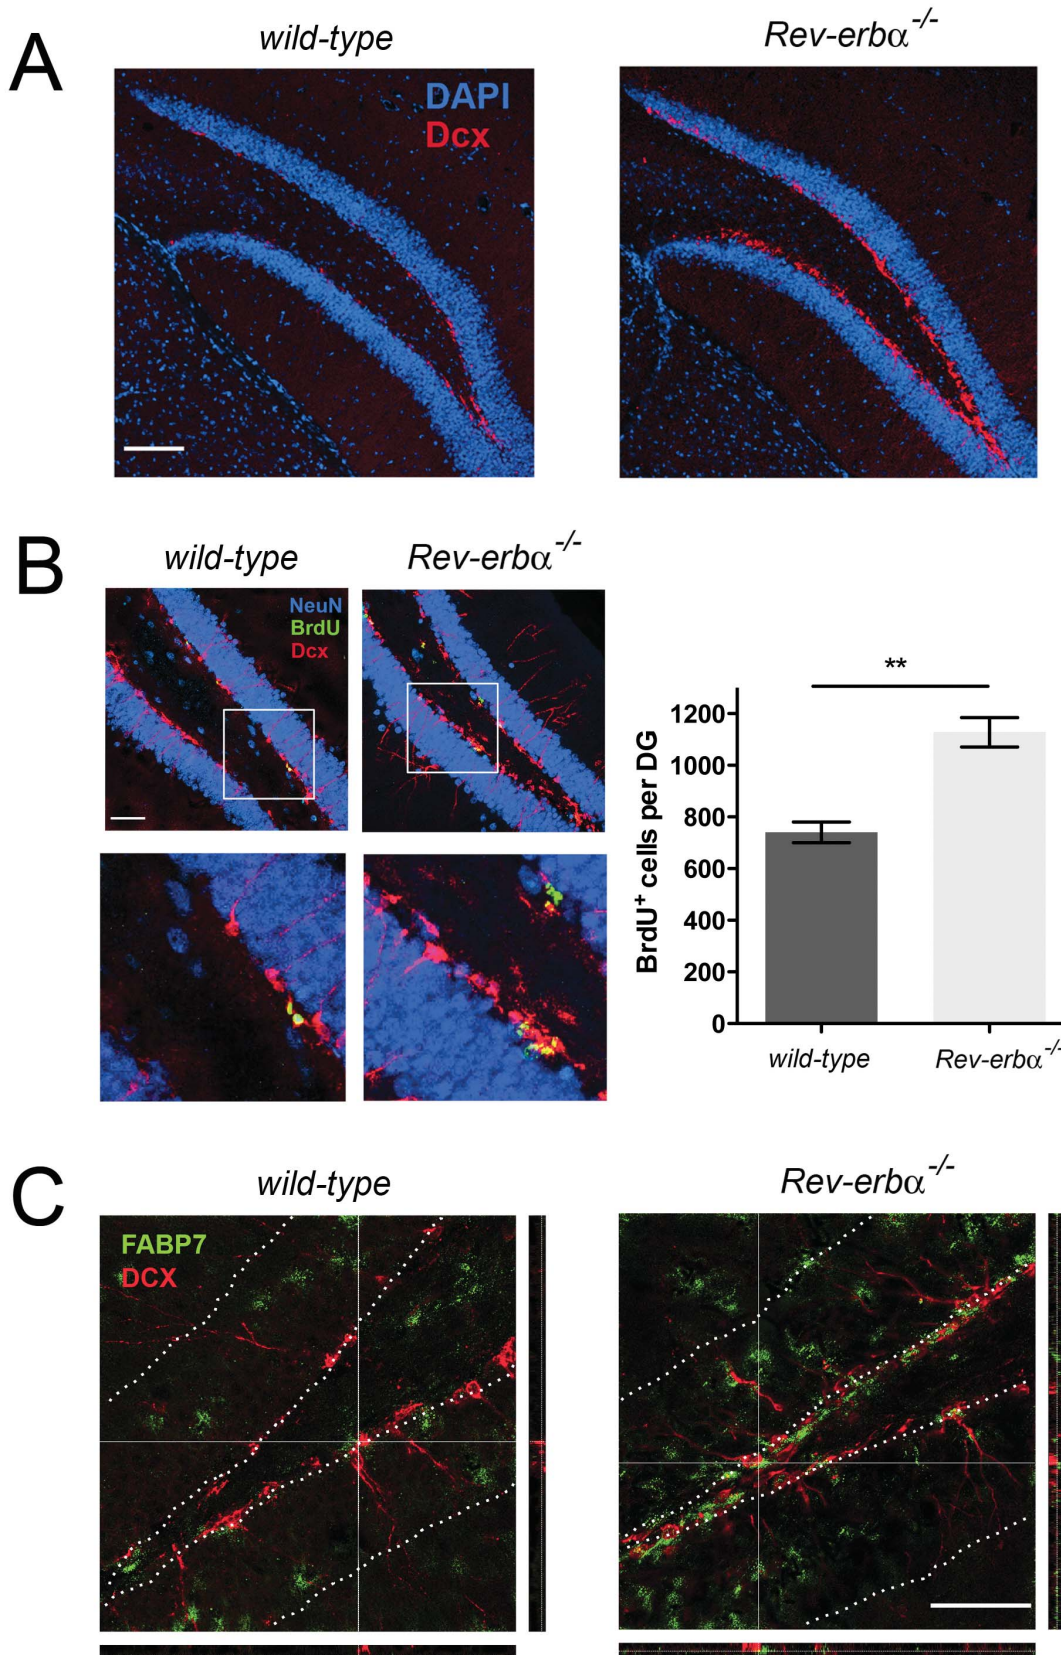 A
wild-type
Rev-erbα-/-
DAPI
Dcx
B
wild-type
Rev-erbα-/-
NeuN
BrdU
Dcx
**
BrdU+ cells per DG
1200
1000
800
600
400
200
0
wild-type
Rev-erbα-/-
C
wild-type
Rev-erbα-/-
FABP7
DCX